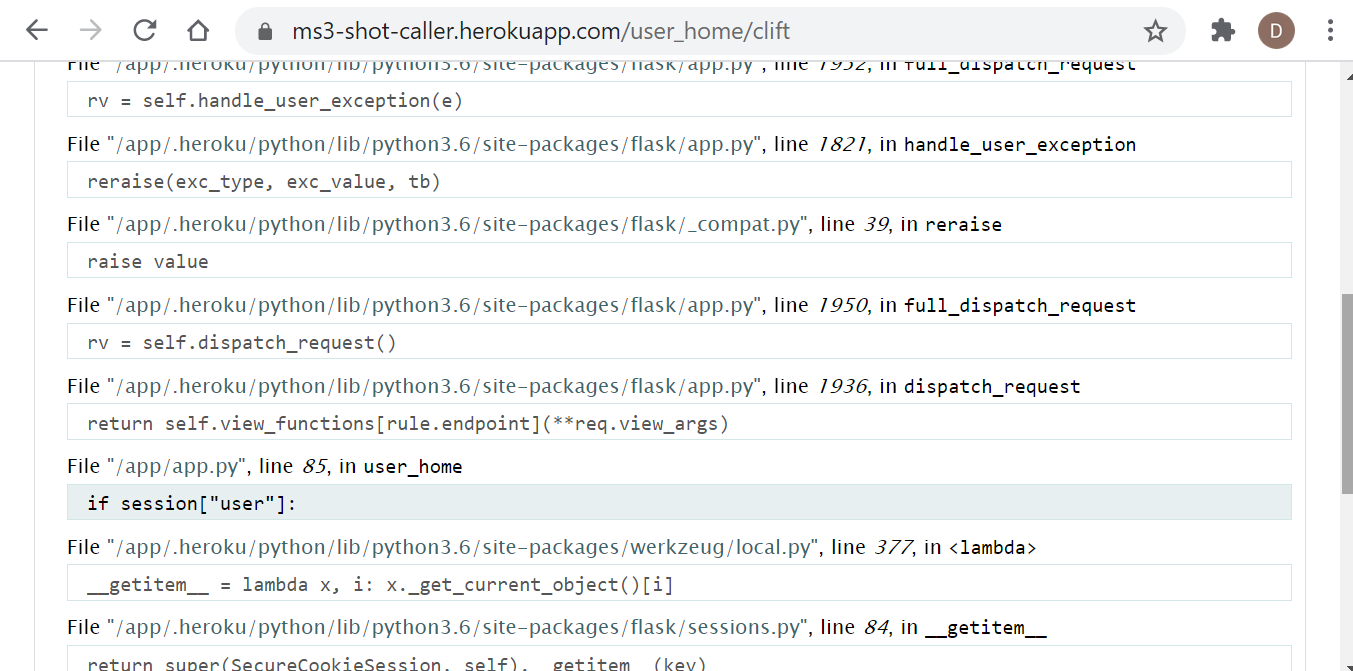 ms3-shot-caller.herokuapp.com/user_home/clift
D
File "/app/.heroku/python/lib/python3.6/site-packages/flask/app.py", line 1952, in full_dispatch_request
rv = self.handle_user_exception(e)
File "/app/.heroku/python/lib/python3.6/site-packages/flask/app.py", line 1821, in handle_user_exception
reraise(exc_type, exc_value, tb)
File "/app/.heroku/python/lib/python3.6/site-packages/flask/_compat.py", line 39, in reraise
raise value
File "/app/.heroku/python/lib/python3.6/site-packages/flask/app.py", line 1950, in full_dispatch_request
rv = self.dispatch_request()
File "/app/.heroku/python/lib/python3.6/site-packages/flask/app.py", line 1936, in dispatch_request
return self.view_functions[rule.endpoint](**req.view_args)
File "/app/app.py", line 85, in user_home
if session["user"]:
File "/app/.heroku/python/lib/python3.6/site-packages/werkzeug/local.py", line 377, in <lambda>
__getitem__ = lambda x, i: x._get_current_object()[i]
File "/app/.heroku/python/lib/python3.6/site-packages/flask/sessions.py", line 84, in __getitem__
return super(SecureCookieSession, self).__getitem__(key)